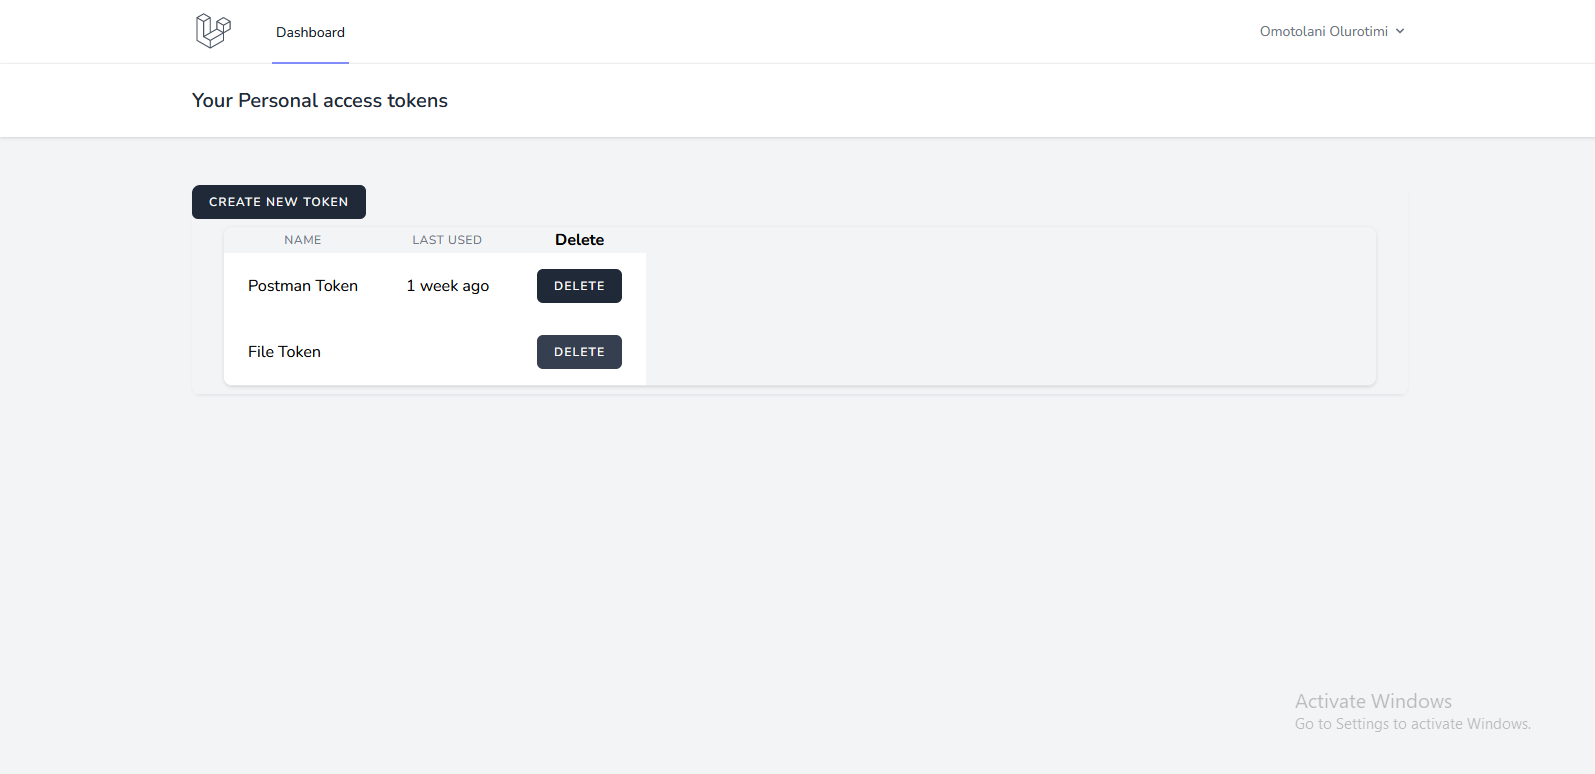 Dashboard
Omotolani Olurotimi
Your Personal access tokens
CREATE NEW TOKEN
NAME LAST USED Delete
Postman Token 1 week ago DELETE
File Token DELETE
Activate Windows
Go to Settings to activate Windows.